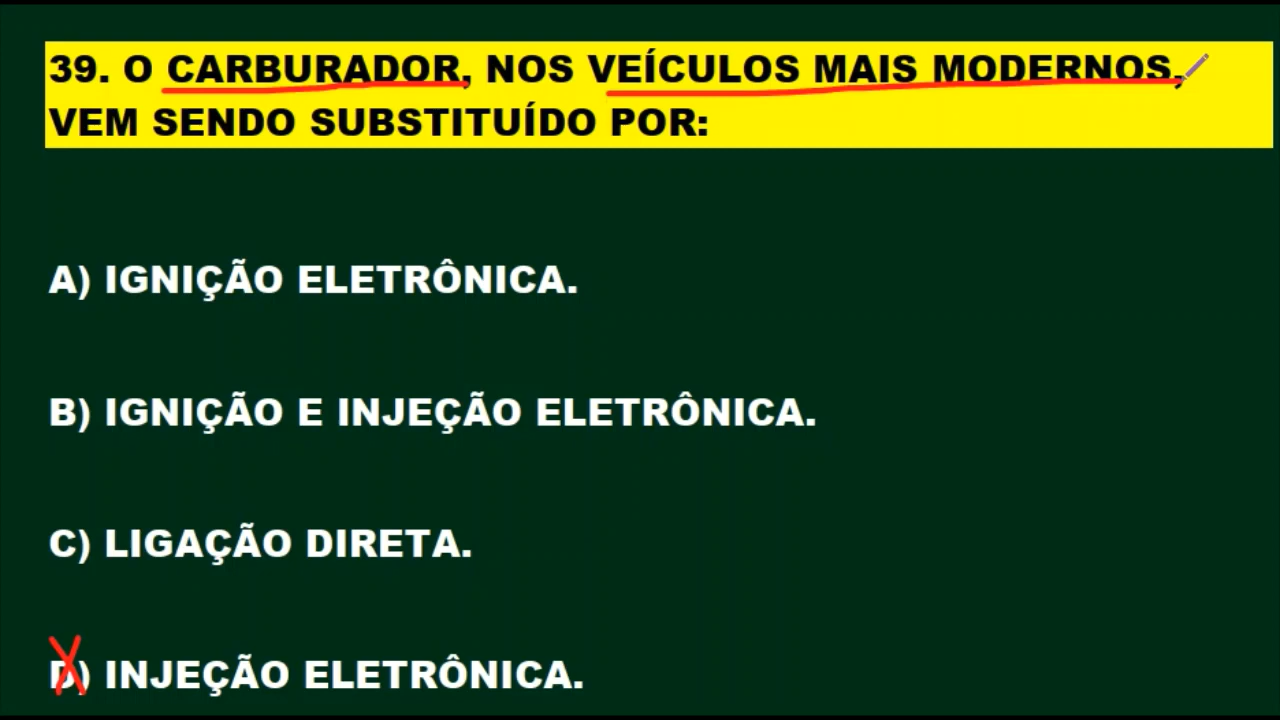 39. O CARBURADOR, NOS VEÍCULOS MAIS MODERNOS,
VEM SENDO SUBSTITUÍDO POR:
A) IGNIÇÃO ELETRÔNICA.
B) IGNIÇÃO E INJEÇÃO ELETRÔNICA.
C) LIGAÇÃO DIRETA.
D) INJEÇÃO ELETRÔNICA.